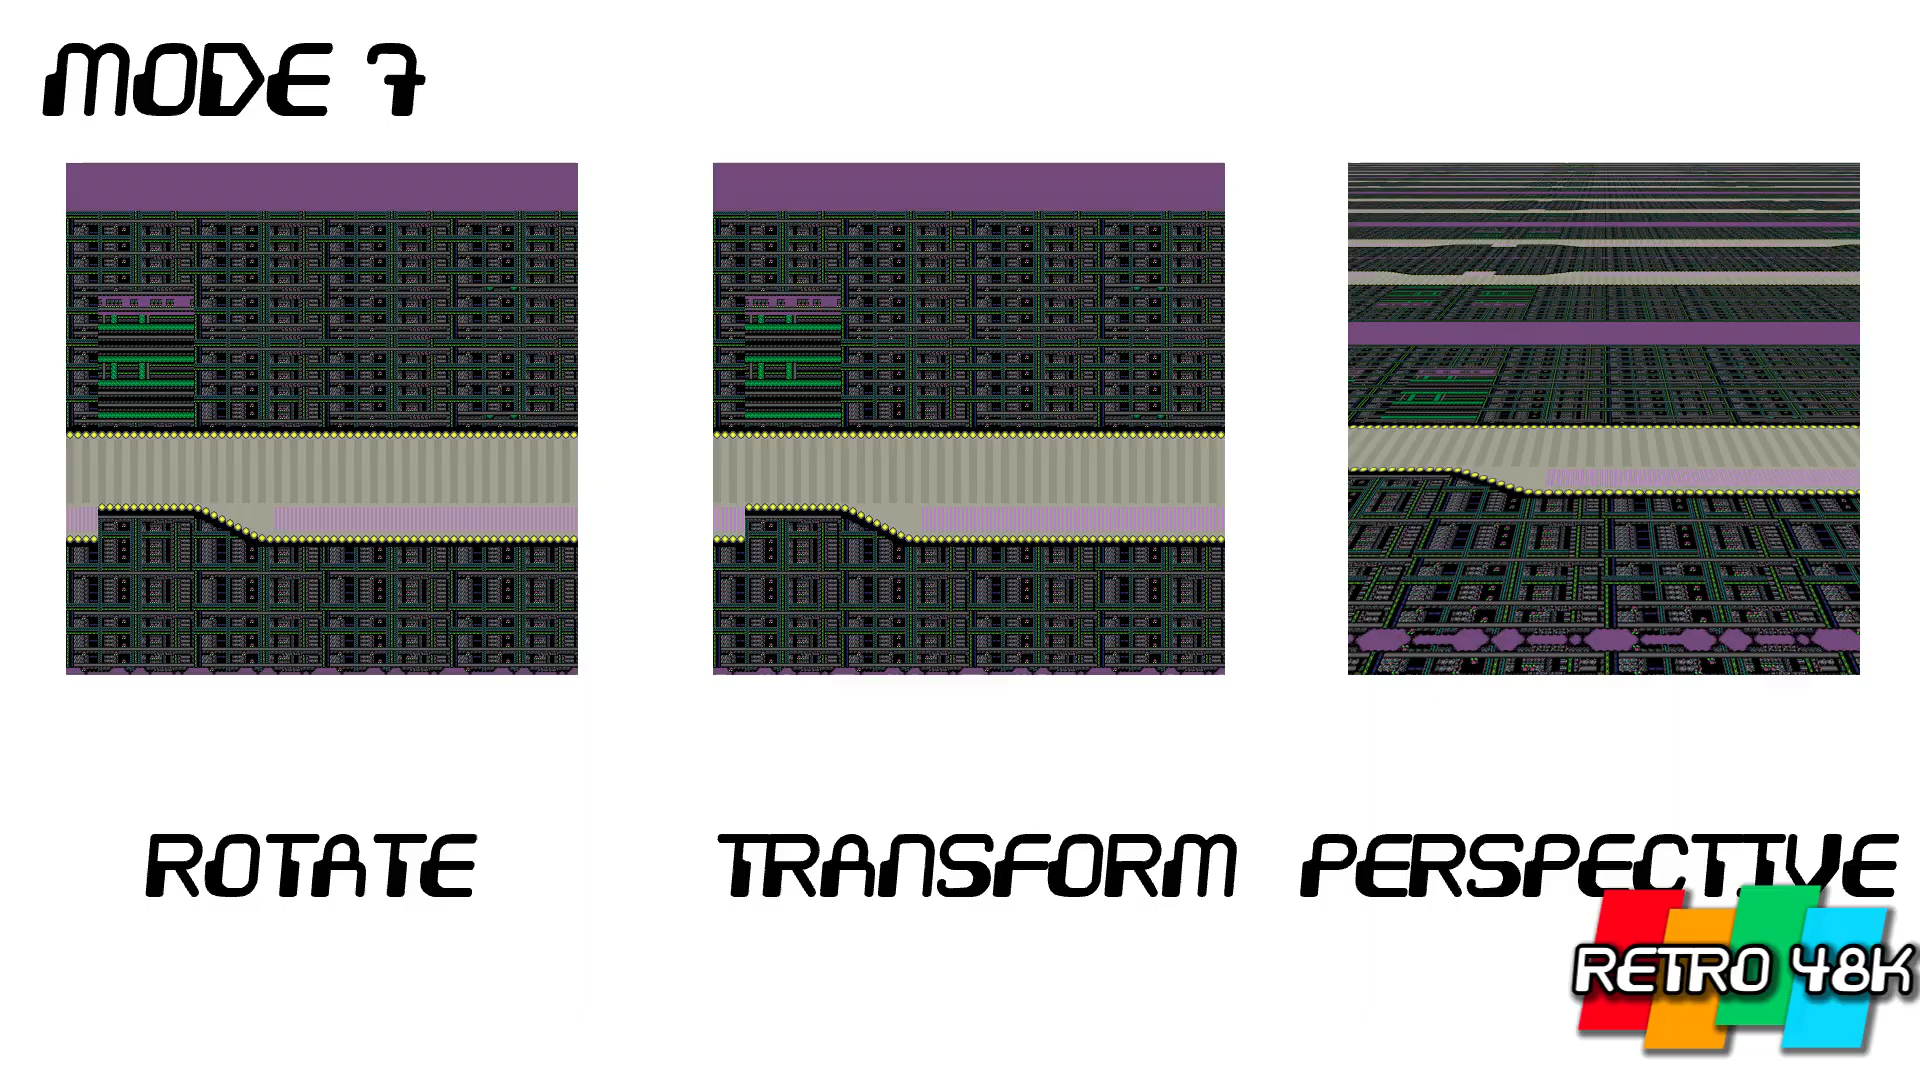 MODE 7
ROTATE
TRANSFORM
PERSPECTIVE
RETRO 48K